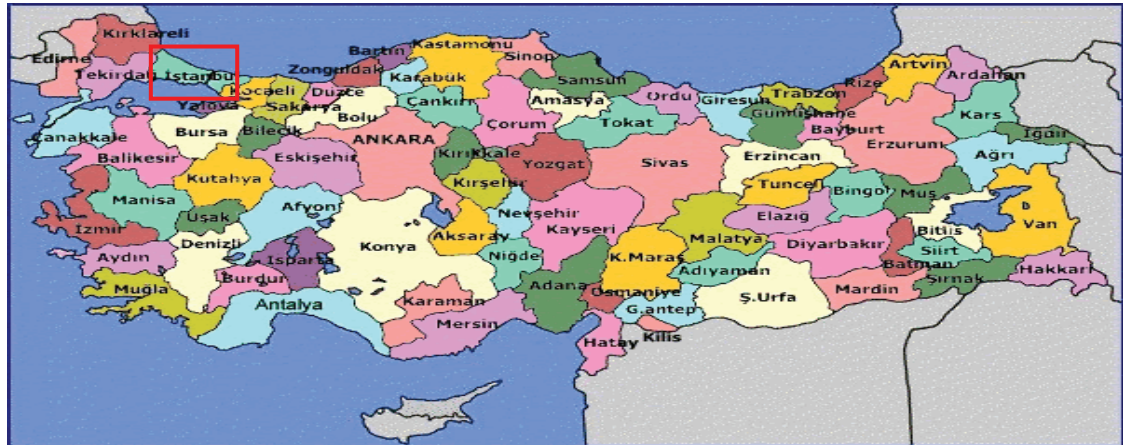 Kırklareli
Edirne
Tekirdağ
İstanbul
Kocaeli
Yalova
Sakarya
Düzce
Zonguldak
Bartın
Karabük
Kastamonu
Sinop
Samsun
Ordu
Giresun
Trabzon
Rize
Artvin
Ardahan
Çanakkale
Bursa
Bilecik
Bolu
Çankırı
Çorum
Amasya
Tokat
Gümüşhane
Bayburt
Kars
Iğdır
Balikesir
Kutahya
Eskişehir
ANKARA
Kırıkkale
Yozgat
Sivas
Erzincan
Erzurum
Ağrı
Manisa
Uşak
Afyon
Kırşehir
Nevşehir
Kayseri
Malatya
Tunceli
Elazığ
Bingol
Muş
Bitlis
Van
İzmir
Aydın
Denizli
Isparta
Konya
Aksaray
Niğde
K.Maraş
Adıyaman
Diyarbakır
Batman
Siirt
Şırnak
Hakkari
Muğla
Burdur
Antalya
Karaman
Mersin
Adana
Osmaniye
G.antep
Ş.Urfa
Mardin
Hatay
Kilis